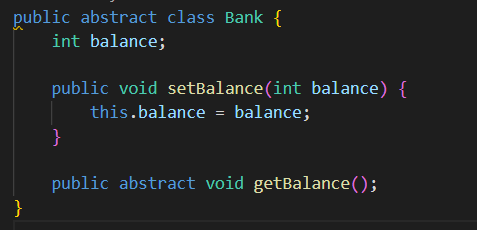 public abstract class Bank {
    int balance;
    public void setBalance(int balance) {
        this.balance = balance;
    }
    public abstract void getBalance();
}